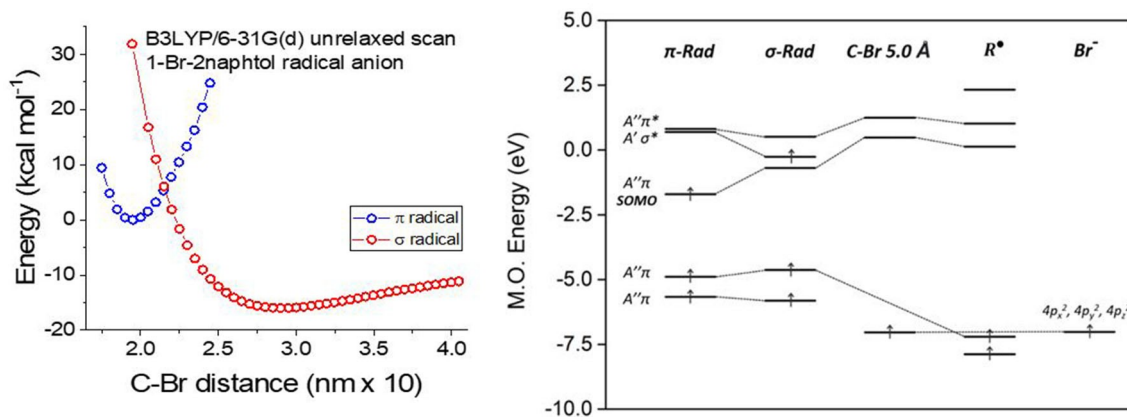 B3LYP/6-31G(d) unrelaxed scan
1-Br-2naphtol radical anion
30
20
10
0
-10
-20
Energy (kcal mol⁻¹)
π radical
σ radical
2.0
2.5
3.0
3.5
4.0
C-Br distance (nm x 10)
5.0
2.5
0.0
-2.5
-5.0
-7.5
-10.0
M.O. Energy (eV)
π-Rad
σ-Rad
C-Br 5.0 Å
R•
Br⁻
A''π*
A' σ*
A''π
SOMO
A''π
A''π
4pₓ², 4pᵧ², 4p_z²